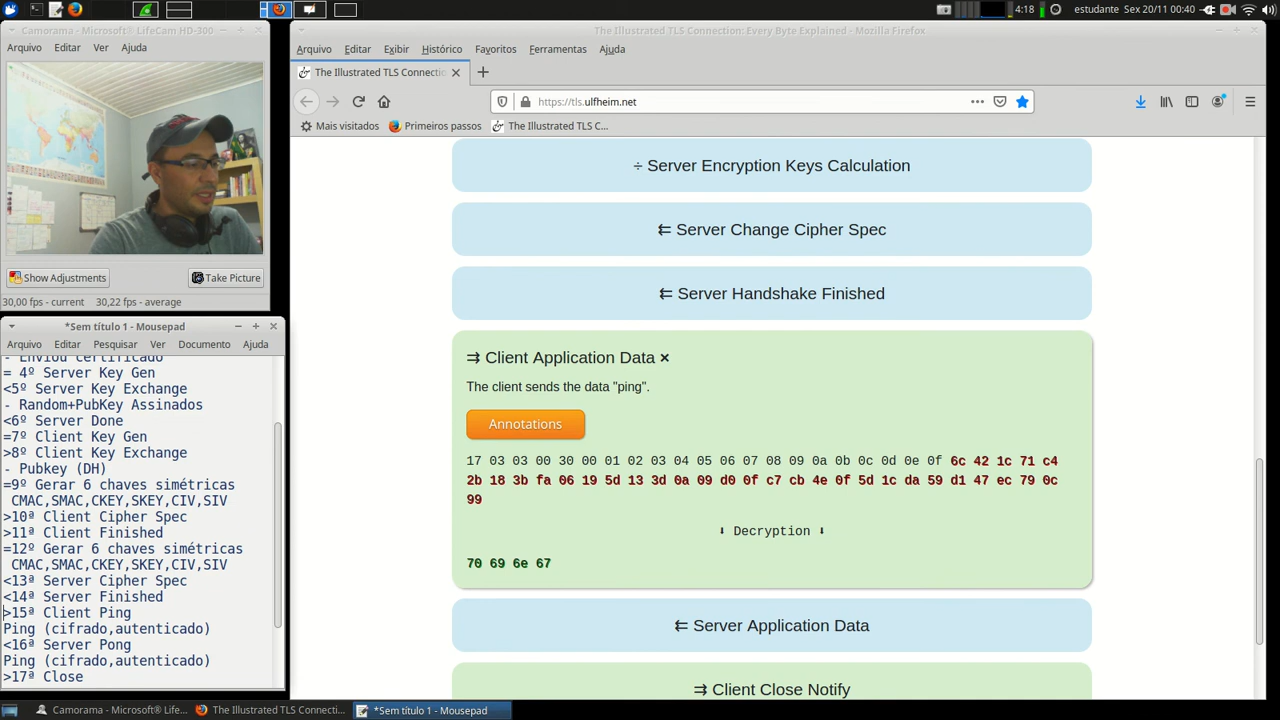 4:18
estudante
Sex 20/11 00:40
Camorama - Microsoft® LifeCam HD-300
Arquivo Editar Ver Ajuda
Show Adjustments
Take Picture
30,00 fps - current 30,22 fps - average
*Sem título 1 - Mousepad
Arquivo Editar Pesquisar Ver Documento Ajuda
- Enviou certificado
= 4º Server Key Gen
<5º Server Key Exchange
- Random+PubKey Assinados
<6º Server Done
=7º Client Key Gen
>8º Client Key Exchange
- Pubkey (DH)
=9º Gerar 6 chaves simétricas
CMAC,SMAC,CKEY,SKEY,CIV,SIV
>10ª Client Cipher Spec
>11ª Client Finished
=12º Gerar 6 chaves simétricas
CMAC,SMAC,CKEY,SKEY,CIV,SIV
<13ª Server Cipher Spec
<14ª Server Finished
>15ª Client Ping
Ping (cifrado,autenticado)
<16ª Server Pong
Ping (cifrado,autenticado)
>17ª Close
The Illustrated TLS Connection: Every Byte Explained - Mozilla Firefox
Arquivo Editar Exibir Histórico Favoritos Ferramentas Ajuda
The Illustrated TLS Connectio
https://tls.ulfheim.net
Mais visitados Primeiros passos The Illustrated TLS C...
÷ Server Encryption Keys Calculation
⇇ Server Change Cipher Spec
⇇ Server Handshake Finished
⇉ Client Application Data ×
The client sends the data "ping".
Annotations
17 03 03 00 30 00 01 02 03 04 05 06 07 08 09 0a 0b 0c 0d 0e 0f 6c 42 1c 71 c4
2b 18 3b fa 06 19 5d 13 3d 0a 09 d0 0f c7 cb 4e 0f 5d 1c da 59 d1 47 ec 79 0c
99
⬇ Decryption ⬇
70 69 6e 67
⇇ Server Application Data
⇉ Client Close Notify
Camorama - Microsoft® LifeC...
The Illustrated TLS Connecti...
*Sem título 1 - Mousepad